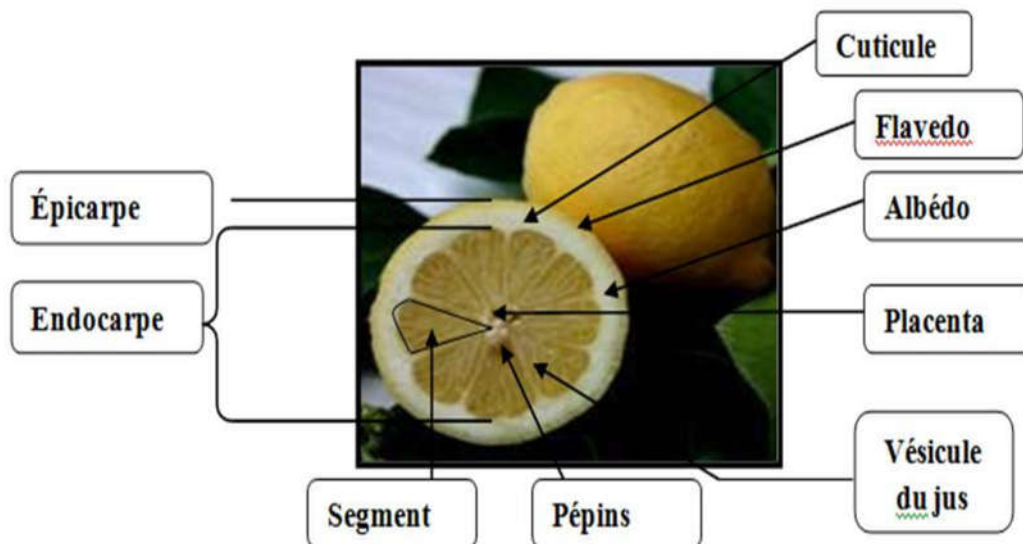 Cuticule
Flavedo
Épicarpe
Albédo
Endocarpe
Placenta
Vésicule
du jus
Segment
Pépins